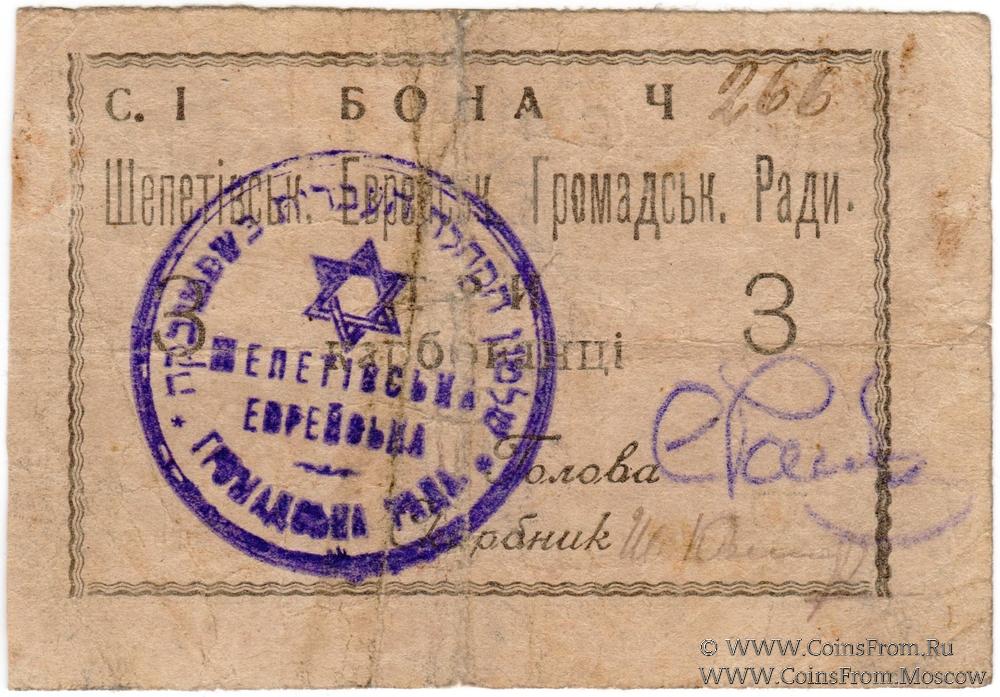 С. І БОНА Ч 266
Шепетівськ. Еврейськ. Громадськ. Ради.
3 ТРИ 3
карбованці
ШЕПЕТІВСЬКА
ЕВРЕЙСЬКА
ГРОМАДСЬКА РАДА
Голова
Скарбник
© WWW.CoinsFrom.Ru
WWW.CoinsFrom.Moscow